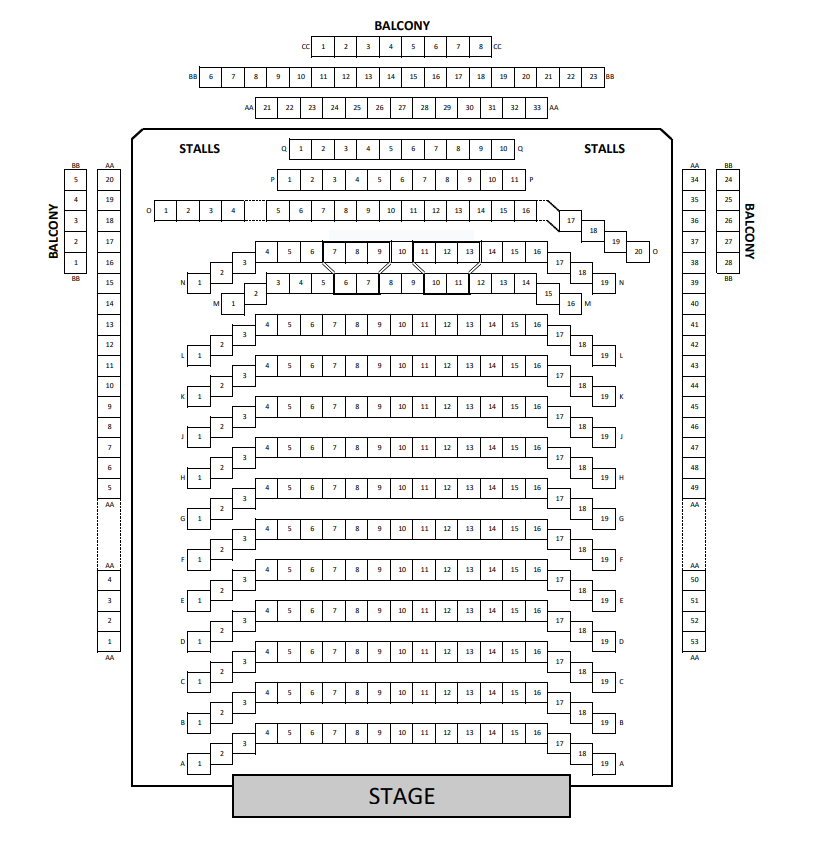 BALCONY
CC 1 2 3 4 5 6 7 8 CC
BB 6 7 8 9 10 11 12 13 14 15 16 17 18 19 20 21 22 23 BB
AA 21 22 23 24 25 26 27 28 29 30 31 32 33 AA
STALLS
STALLS
Q 1 2 3 4 5 6 7 8 9 10 Q
P 1 2 3 4 5 6 7 8 9 10 11 P
O 1 2 3 4 5 6 7 8 9 10 11 12 13 14 15 16 17 18 19 20 O
N 1 2 3 4 5 6 7 8 9 10 11 12 13 14 15 16 17 18 19 N
M 1 2 3 4 5 6 7 8 9 10 11 12 13 14 15 16 M
L 1 2 3 4 5 6 7 8 9 10 11 12 13 14 15 16 17 18 19 L
K 1 2 3 4 5 6 7 8 9 10 11 12 13 14 15 16 17 18 19 K
J 1 2 3 4 5 6 7 8 9 10 11 12 13 14 15 16 17 18 19 J
H 1 2 3 4 5 6 7 8 9 10 11 12 13 14 15 16 17 18 19 H
G 1 2 3 4 5 6 7 8 9 10 11 12 13 14 15 16 17 18 19 G
F 1 2 3 4 5 6 7 8 9 10 11 12 13 14 15 16 17 18 19 F
E 1 2 3 4 5 6 7 8 9 10 11 12 13 14 15 16 17 18 19 E
D 1 2 3 4 5 6 7 8 9 10 11 12 13 14 15 16 17 18 19 D
C 1 2 3 4 5 6 7 8 9 10 11 12 13 14 15 16 17 18 19 C
B 1 2 3 4 5 6 7 8 9 10 11 12 13 14 15 16 17 18 19 B
A 1 2 3 4 5 6 7 8 9 10 11 12 13 14 15 16 17 18 19 A
STAGE
BALCONY
BB
5
4
3
2
1
BB
AA
20
19
18
17
16
15
14
13
12
11
10
9
8
7
6
5
AA
AA
4
3
2
1
AA
AA
34
35
36
37
38
39
40
41
42
43
44
45
46
47
48
49
AA
AA
50
51
52
53
AA
BB
24
25
26
27
28
BB
BALCONY